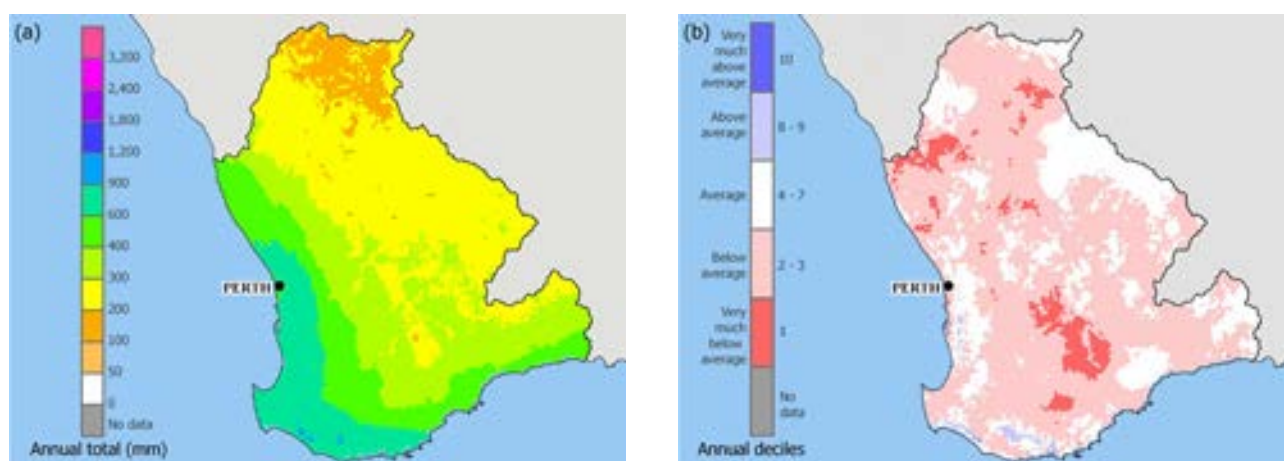 (a)
3,200
2,400
1,800
1,200
900
600
400
300
200
100
50
0
No data
Annual total (mm)
PERTH
(b)
Very
much
above
average
10
Above
average
8 - 9
Average
4 - 7
Below
average
2 - 3
Very
much
below
average
1
No
data
Annual deciles
PERTH